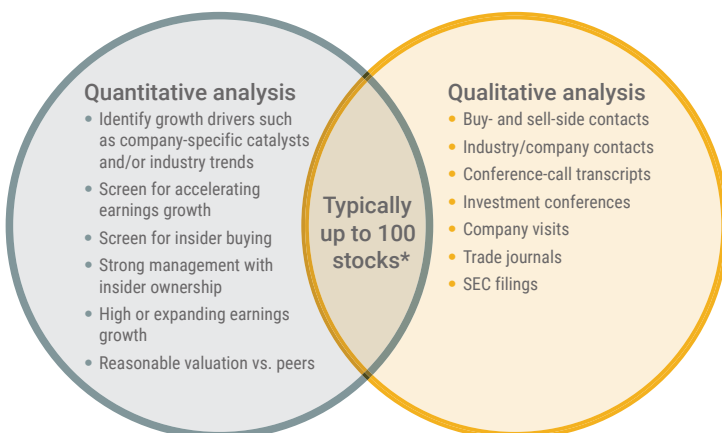 Quantitative analysis
• Identify growth drivers such
as company-specific catalysts
and/or industry trends
• Screen for accelerating
earnings growth
• Screen for insider buying
• Strong management with
insider ownership
• High or expanding earnings
growth
• Reasonable valuation vs. peers
Typically
up to 100
stocks*
Qualitative analysis
• Buy- and sell-side contacts
• Industry/company contacts
• Conference-call transcripts
• Investment conferences
• Company visits
• Trade journals
• SEC filings